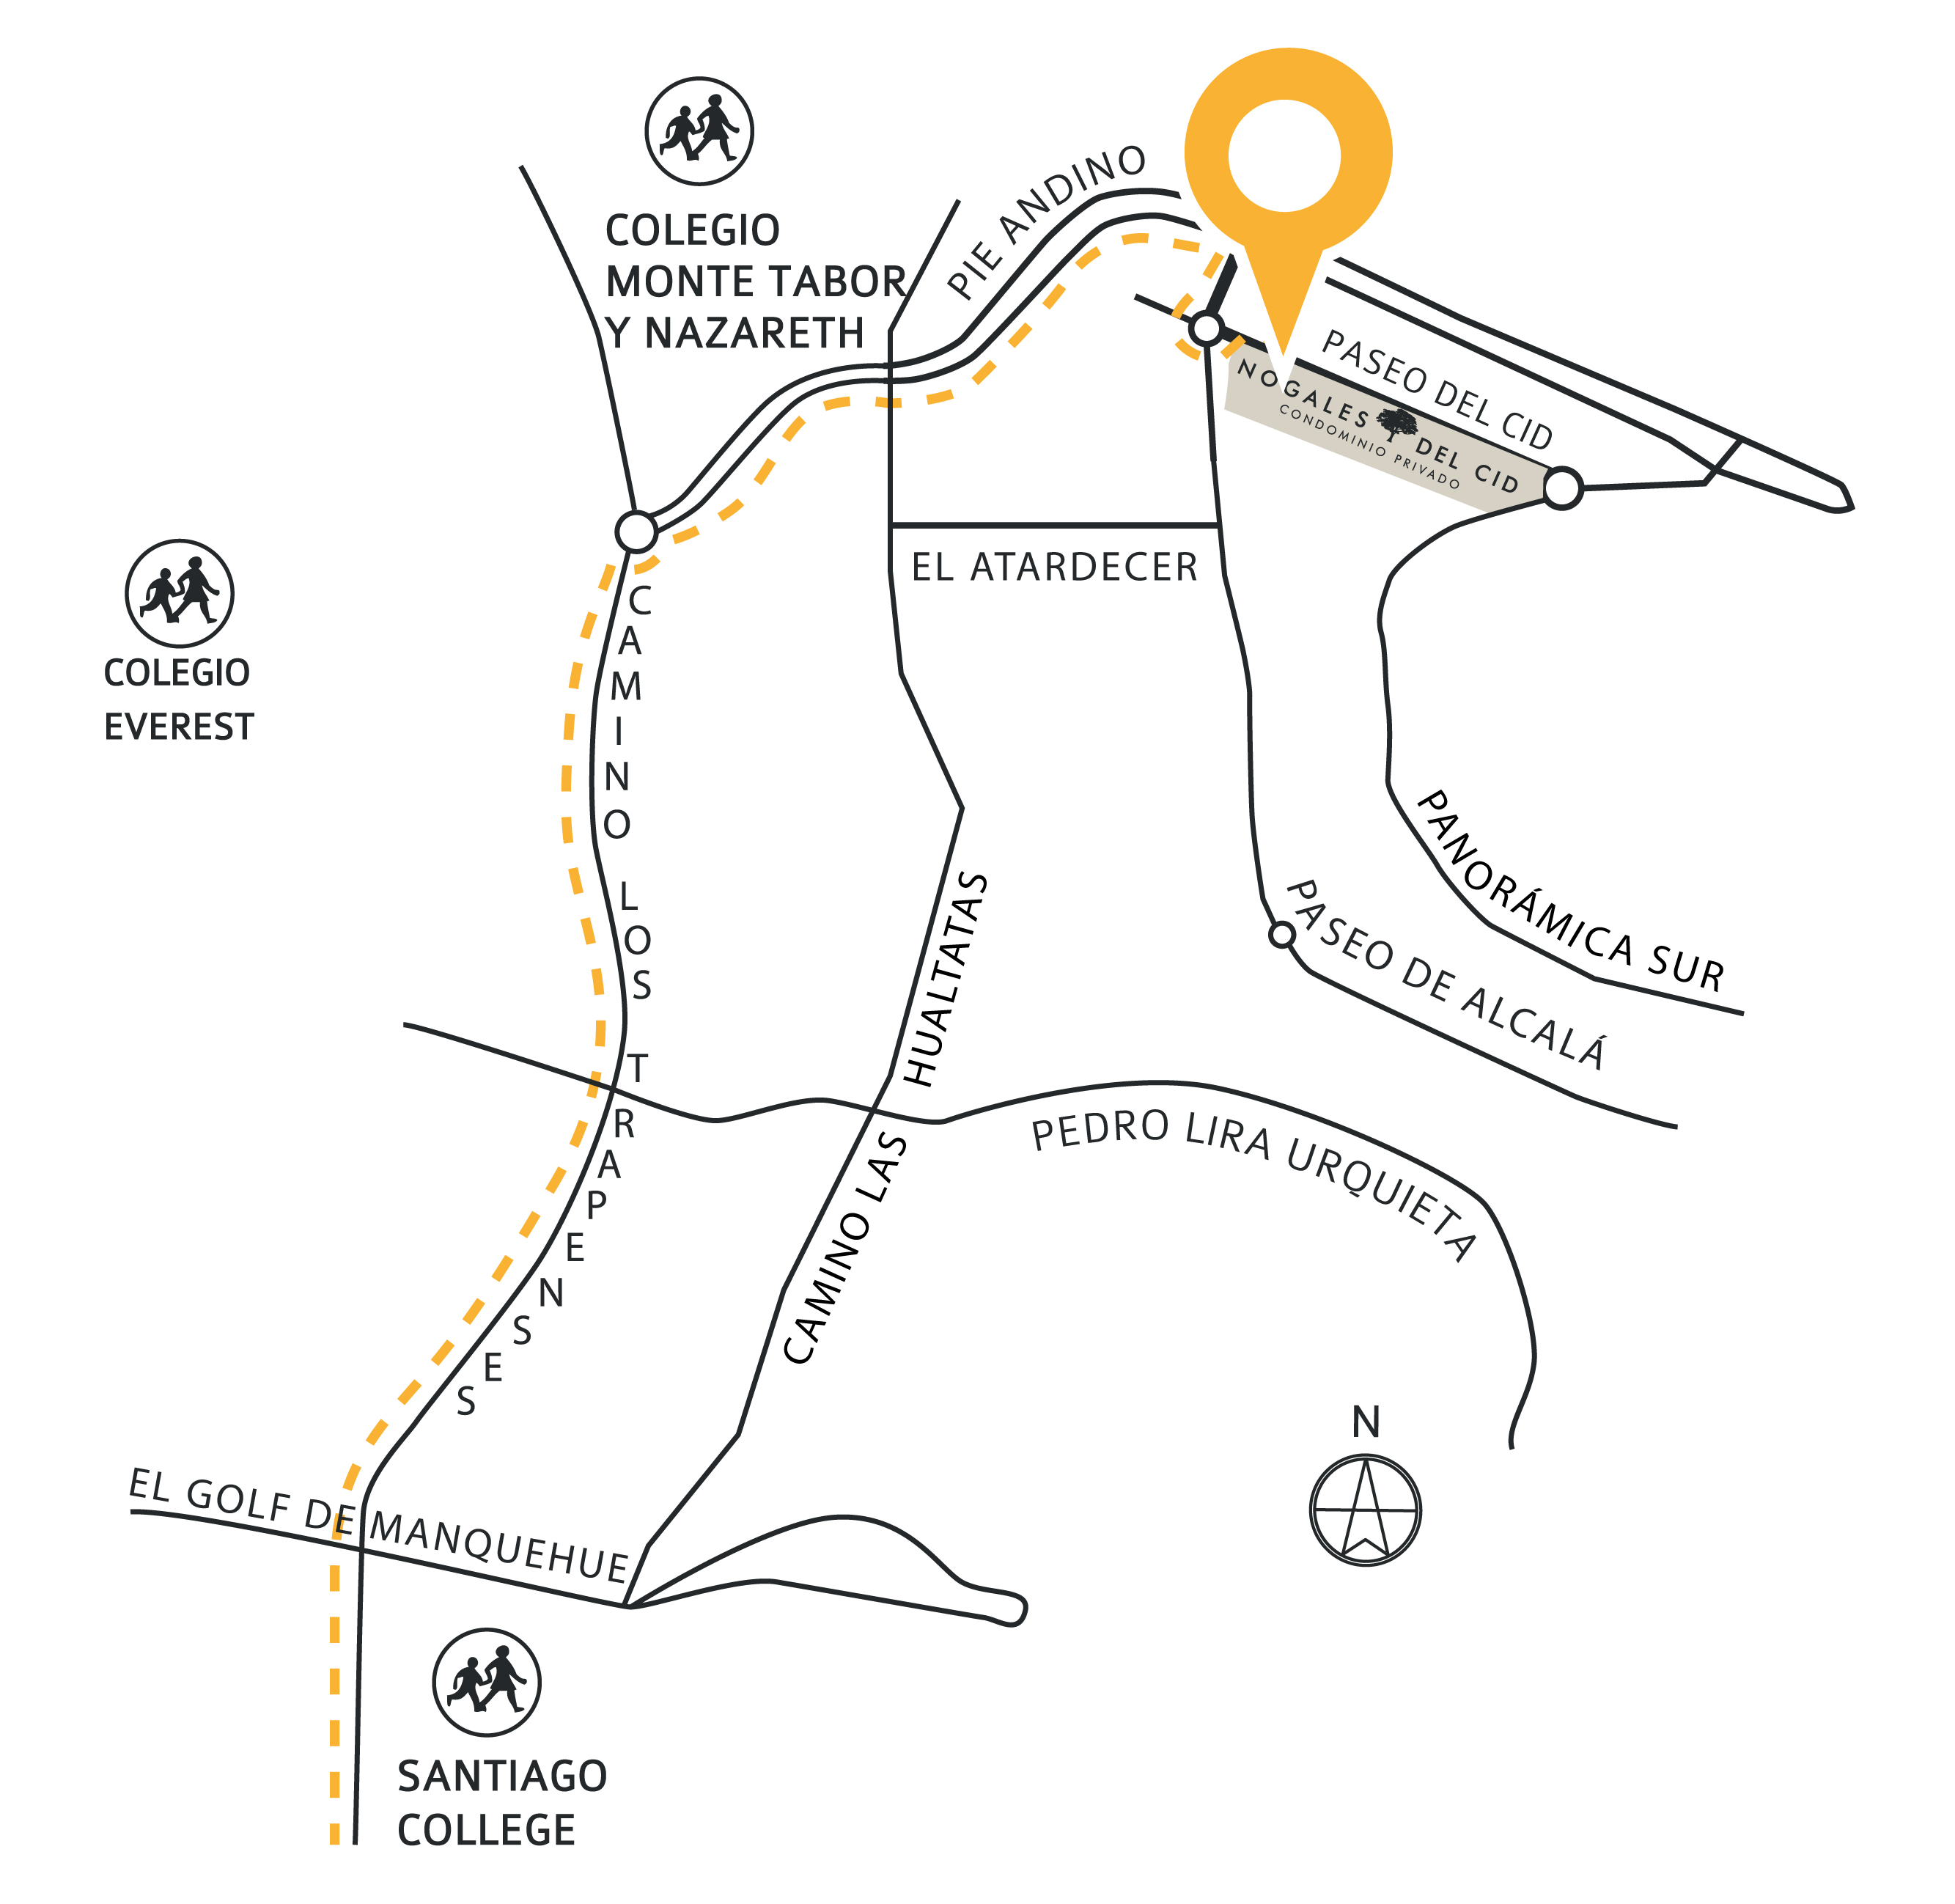 COLEGIO
MONTE TABOR
Y NAZARETH
PIE ANDINO
PASEO DEL CID
NOGALES DEL CID
CONDOMINIO PRIVADO
EL ATARDECER
COLEGIO
EVEREST
CAMINO LOS TRAPENSES
CAMINO LAS HUALTATAS
PANORÁMICA SUR
PASEO DE ALCALÁ
PEDRO LIRA URQUIETA
N
EL GOLF DE MANQUEHUE
SANTIAGO
COLLEGE